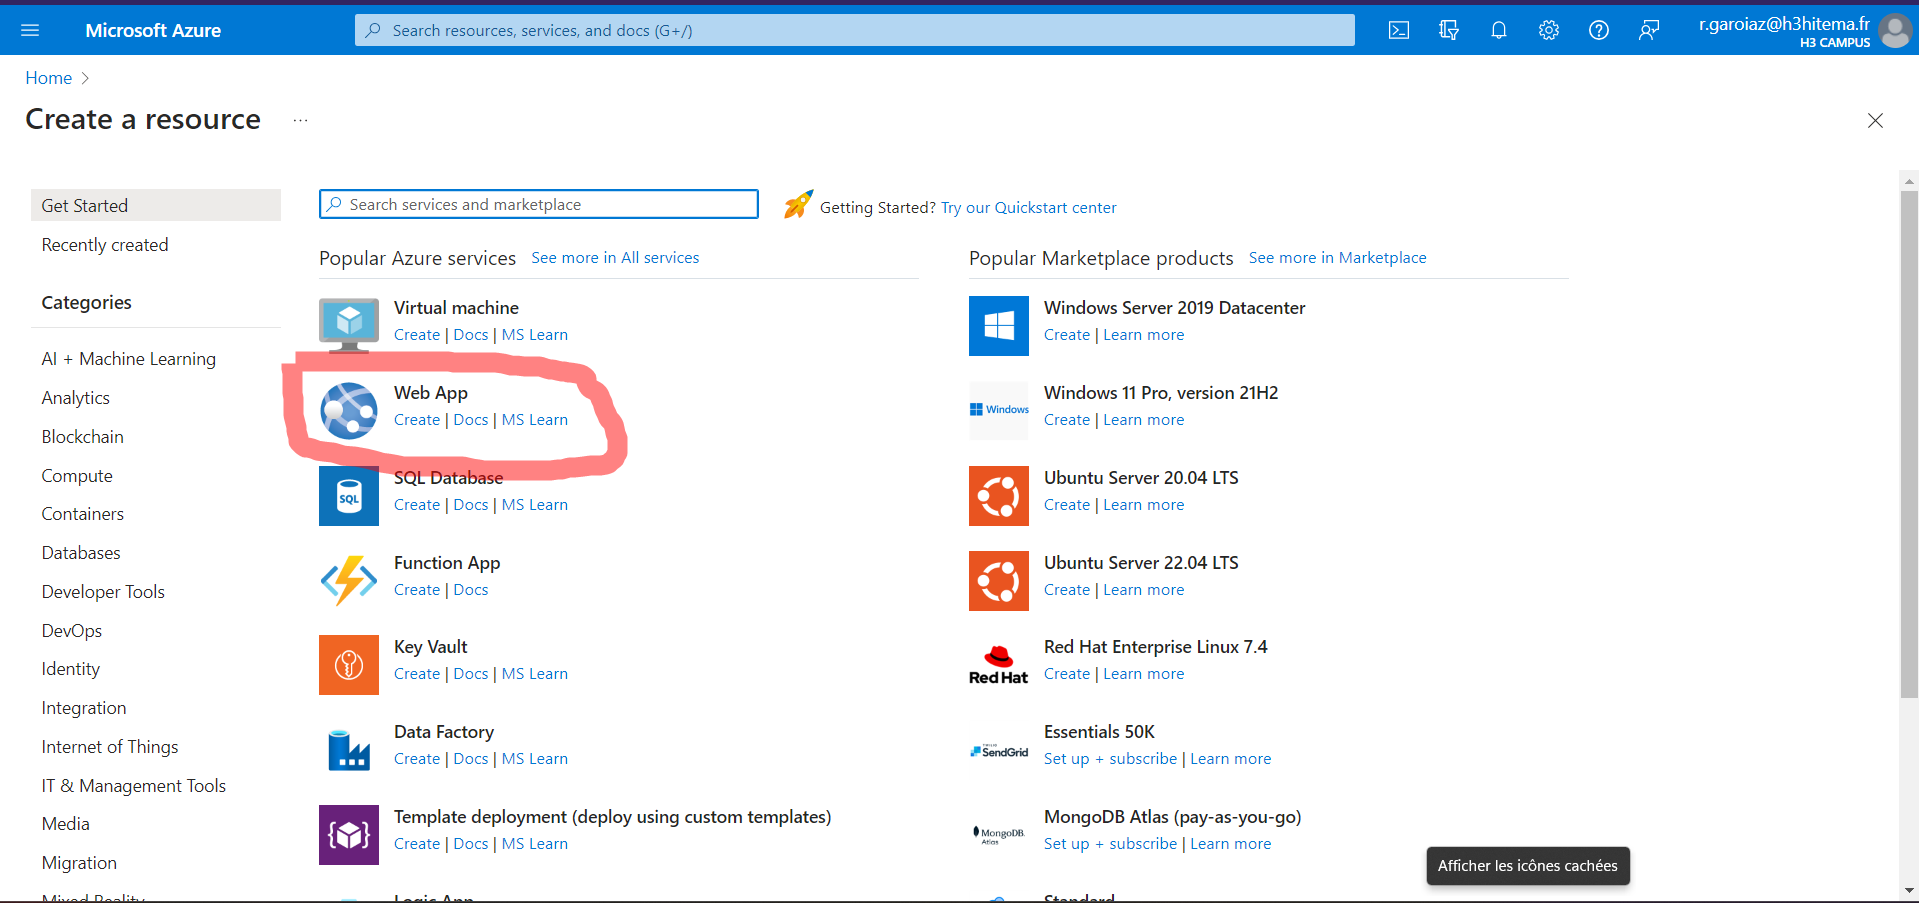 Microsoft Azure
Search resources, services, and docs (G+/)
r.garoiaz@h3hitema.fr
H3 CAMPUS
Home
Create a resource
...
Get Started
Recently created
Categories
AI + Machine Learning
Analytics
Blockchain
Compute
Containers
Databases
Developer Tools
DevOps
Identity
Integration
Internet of Things
IT & Management Tools
Media
Migration
Mixed Reality
Search services and marketplace
Getting Started? Try our Quickstart center
Popular Azure services See more in All services
Virtual machine
Create | Docs | MS Learn
Web App
Create | Docs | MS Learn
SQL Database
SQL
Create | Docs | MS Learn
Function App
Create | Docs
Key Vault
Create | Docs | MS Learn
Data Factory
Create | Docs | MS Learn
Template deployment (deploy using custom templates)
Create | Docs | MS Learn
Logic App
Popular Marketplace products See more in Marketplace
Windows Server 2019 Datacenter
Create | Learn more
Windows 11 Pro, version 21H2
Windows
Create | Learn more
Ubuntu Server 20.04 LTS
Create | Learn more
Ubuntu Server 22.04 LTS
Create | Learn more
Red Hat Enterprise Linux 7.4
Red Hat
Create | Learn more
Essentials 50K
SendGrid
Set up + subscribe | Learn more
MongoDB Atlas (pay-as-you-go)
MongoDB.
Atlas
Set up + subscribe | Learn more
Standard
Afficher les icônes cachées